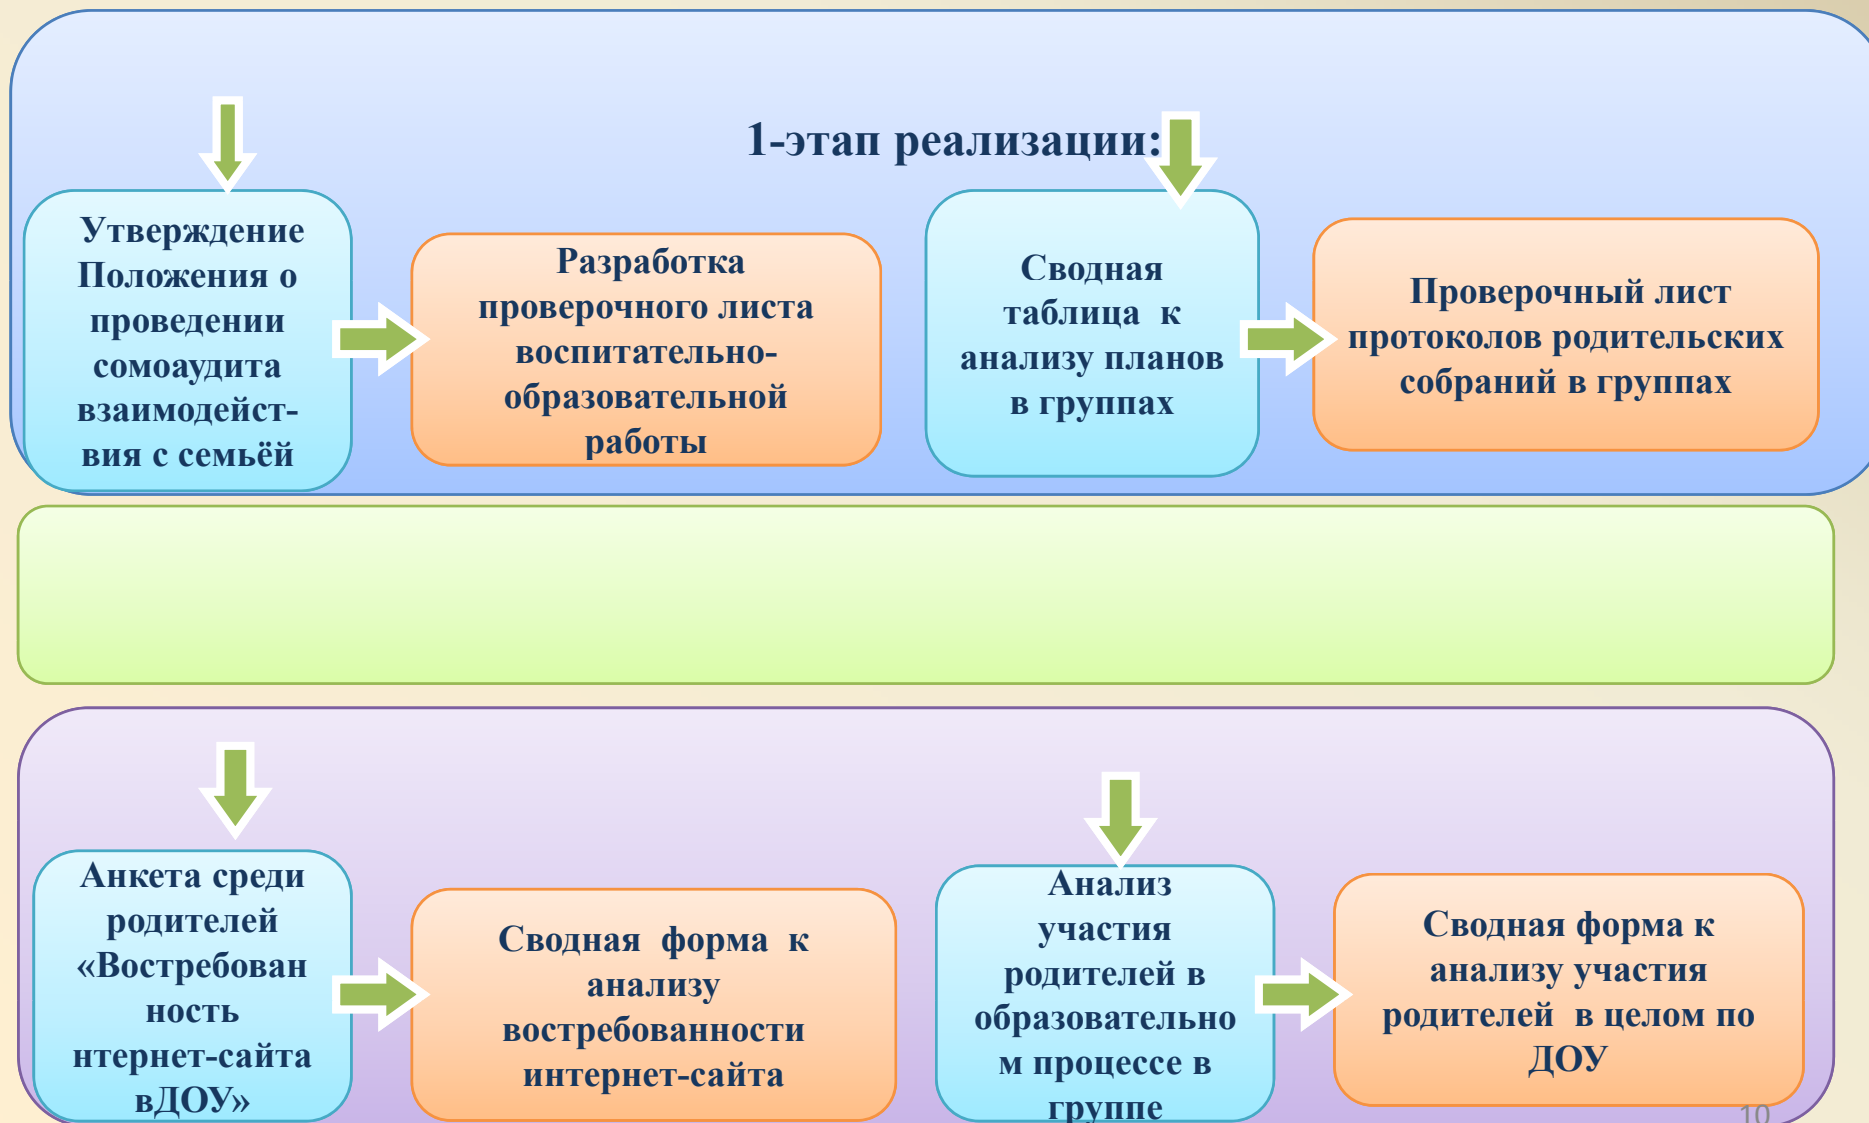 1-этап реализации:
Утверждение
Положения о
проведении
сомоаудита
взаимодейст-
вия с семьёй
Разработка
проверочного листа
воспитательно-
образовательной
работы
Сводная
таблица к
анализу планов
в группах
Проверочный лист
протоколов родительских
собраний в группах
Анкета среди
родителей
«Востребован
ность
нтернет-сайта
вДОУ»
Сводная форма к
анализу
востребованности
интернет-сайта
Анализ
участия
родителей в
образовательно
м процессе в
группе
Сводная форма к
анализу участия
родителей в целом по
ДОУ
10